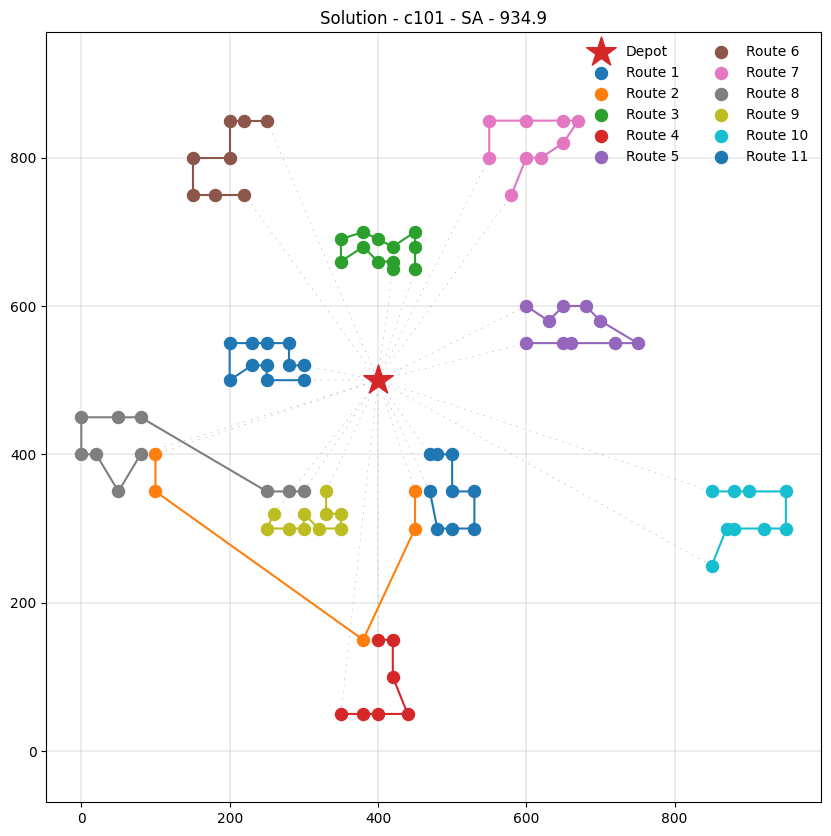 Solution - c101 - SA - 934.9
Depot
Route 1
Route 2
Route 3
Route 4
Route 5
Route 6
Route 7
Route 8
Route 9
Route 10
Route 11
800
600
400
200
0
0 200 400 600 800